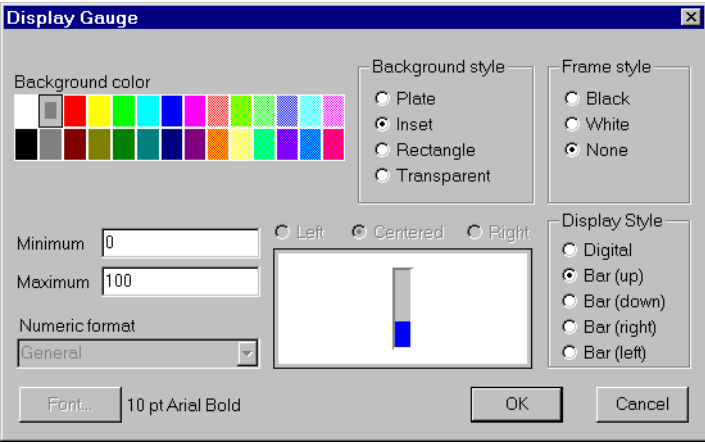 Display Gauge
Background color
Background style
Plate
Inset
Rectangle
Transparent
Frame style
Black
White
None
Minimum 0
Maximum 100
Numeric format
General
Left Centered Right
Display Style
Digital
Bar (up)
Bar (down)
Bar (right)
Bar (left)
Font... 10 pt Arial Bold
OK
Cancel